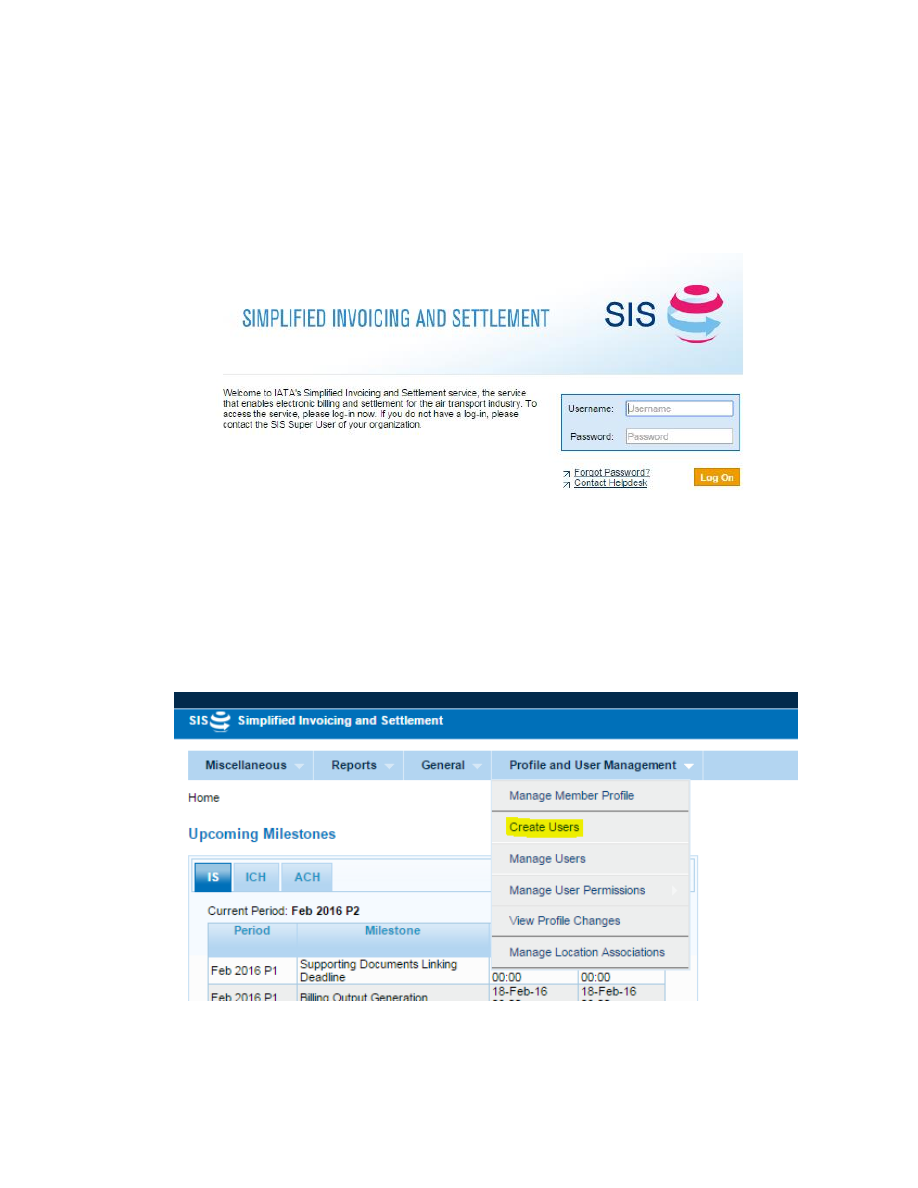 SIMPLIFIED INVOICING AND SETTLEMENT
SIS
Welcome to IATA's Simplified Invoicing and Settlement service, the service
that enables electronic billing and settlement for the air transport industry. To
access the service, please log-in now. If you do not have a log-in, please
contact the SIS Super User of your organization.
Username: Username
Password: Password
Forgot Password?
Contact Helpdesk
Log On
SIS Simplified Invoicing and Settlement
Miscellaneous Reports General Profile and User Management
Home
Manage Member Profile
Create Users
Manage Users
Manage User Permissions
View Profile Changes
Manage Location Associations
Upcoming Milestones
IS ICH ACH
Current Period: Feb 2016 P2
Period Milestone
Feb 2016 P1 Supporting Documents Linking
Deadline 00:00 00:00
Feb 2016 P1 Billing Output Generation 18-Feb-16 18-Feb-16